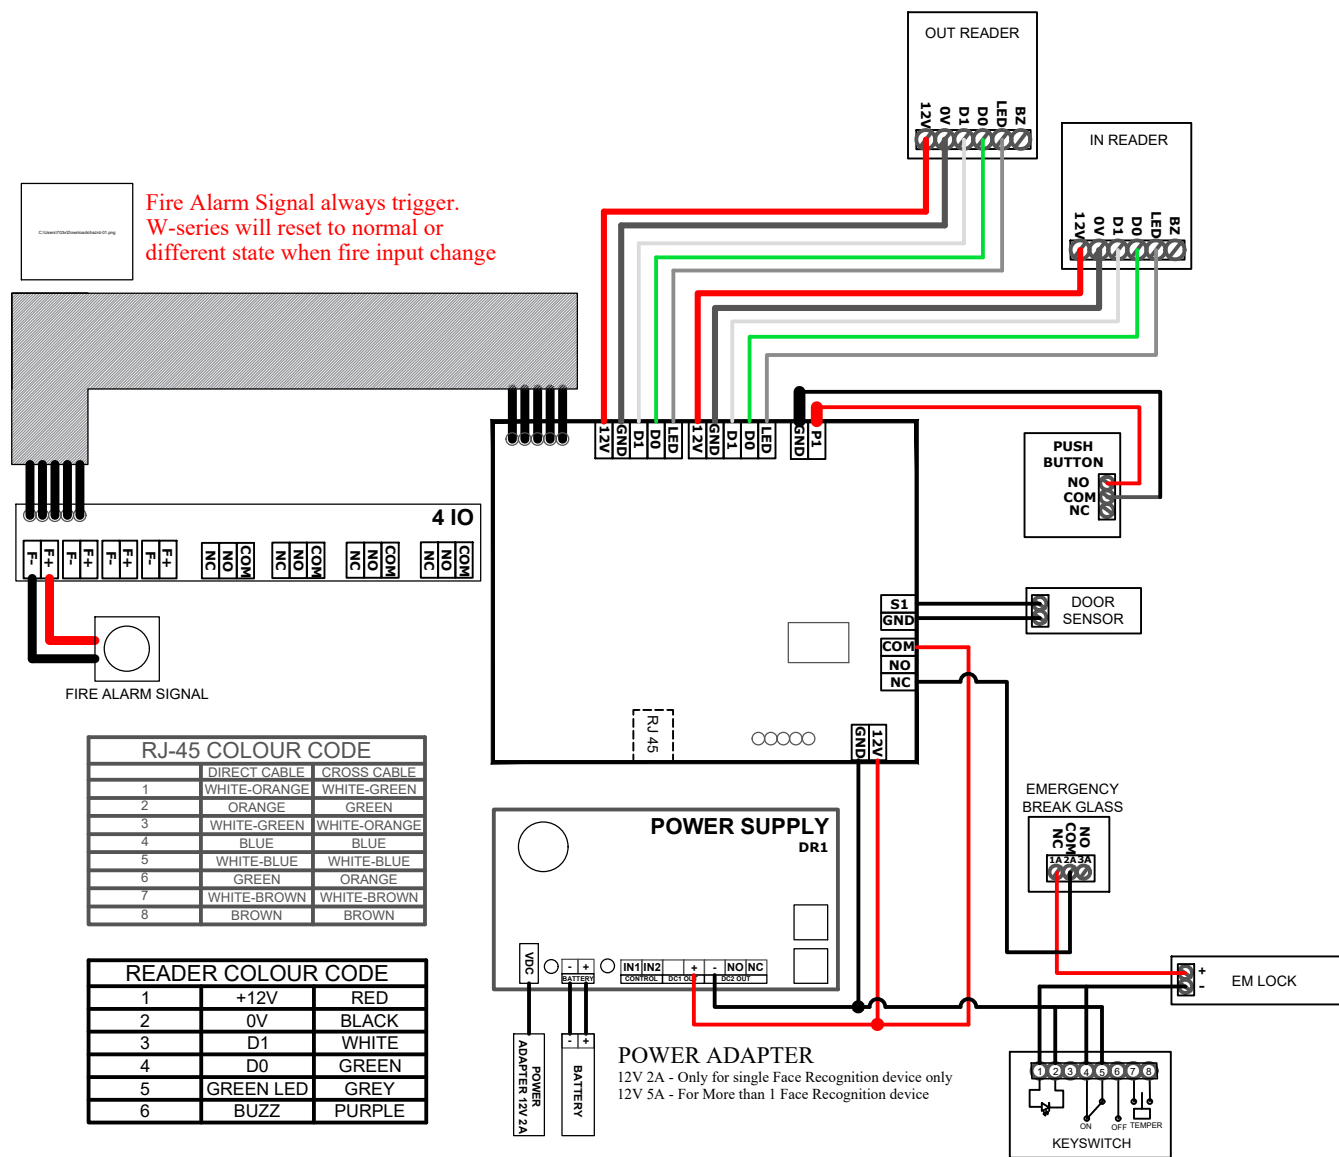 OUT READER
12V
0V
D1
D0
LED
BZ
IN READER
12V
0V
D1
D0
LED
BZ
Fire Alarm Signal always trigger.
W-series will reset to normal or
different state when fire input change
12V
GND
D1
D0
LED
12V
GND
D1
D0
LED
GND
P1
PUSH
BUTTON
NO
COM
NC
4 IO
F-
F+
F-
F+
F-
F+
F-
F+
NC
NO
COM
NC
NO
COM
NC
NO
COM
NC
NO
COM
FIRE ALARM SIGNAL
S1
GND
COM
NO
NC
DOOR
SENSOR
RJ 45
GND
12V
RJ-45 COLOUR CODE
DIRECT CABLE CROSS CABLE
1 WHITE-ORANGE WHITE-GREEN
2 ORANGE GREEN
3 WHITE-GREEN WHITE-ORANGE
4 BLUE BLUE
5 WHITE-BLUE WHITE-BLUE
6 GREEN ORANGE
7 WHITE-BROWN WHITE-BROWN
8 BROWN BROWN
EMERGENCY
BREAK GLASS
NC
COM
NO
1A 2A 3A
POWER SUPPLY
DR1
VDC
- +
BATTERY
IN1 IN2 + - NO NC
CONTROL DC1 OUT DC2 OUT
EM LOCK
+
-
READER COLOUR CODE
1 +12V RED
2 0V BLACK
3 D1 WHITE
4 D0 GREEN
5 GREEN LED GREY
6 BUZZ PURPLE
POWER
ADAPTER 12V 2A
- +
BATTERY
POWER ADAPTER
12V 2A - Only for single Face Recognition device only
12V 5A - For More than 1 Face Recognition device
1 2 3 4 5 6 7 8
ON OFF TEMPER
KEYSWITCH